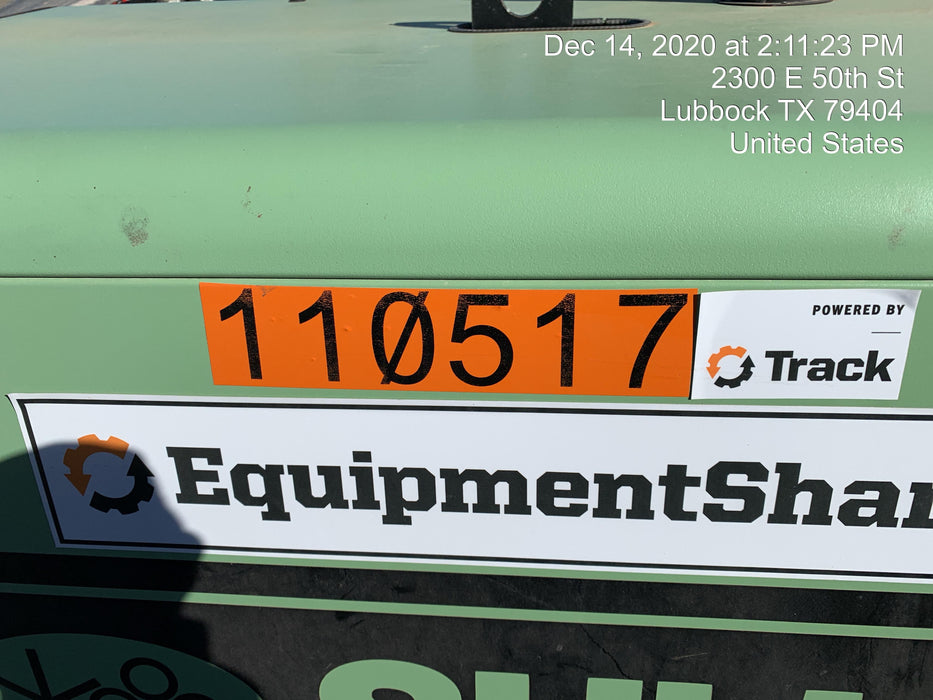 Dec 14, 2020 at 2:11:23 PM
2300 E 50th St
Lubbock TX 79404
United States
110517
POWERED BY
Track
EquipmentShar